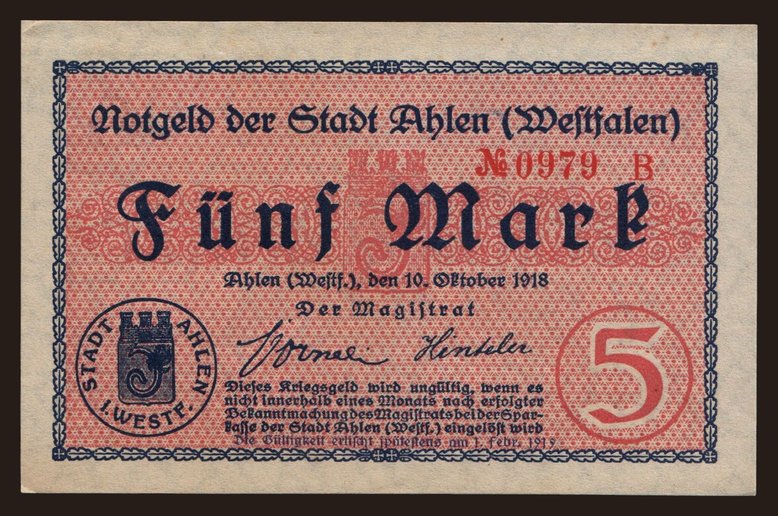 Notgeld der Stadt Ahlen (Westfalen)
№ 0979 B
Fünf Mark
Ahlen (Westf.), den 10. Oktober 1918
Der Magistrat
STADT AHLEN
I. WESTF.
5
Dieses Kriegsgeld wird ungültig, wenn es
nicht innerhalb eines Monats nach erfolgter
Bekanntmachung des Magistrats bei der Spar-
kasse der Stadt Ahlen (Westf.) eingelöst wird
Die Gültigkeit erlischt spätestens am 1. Febr. 1919